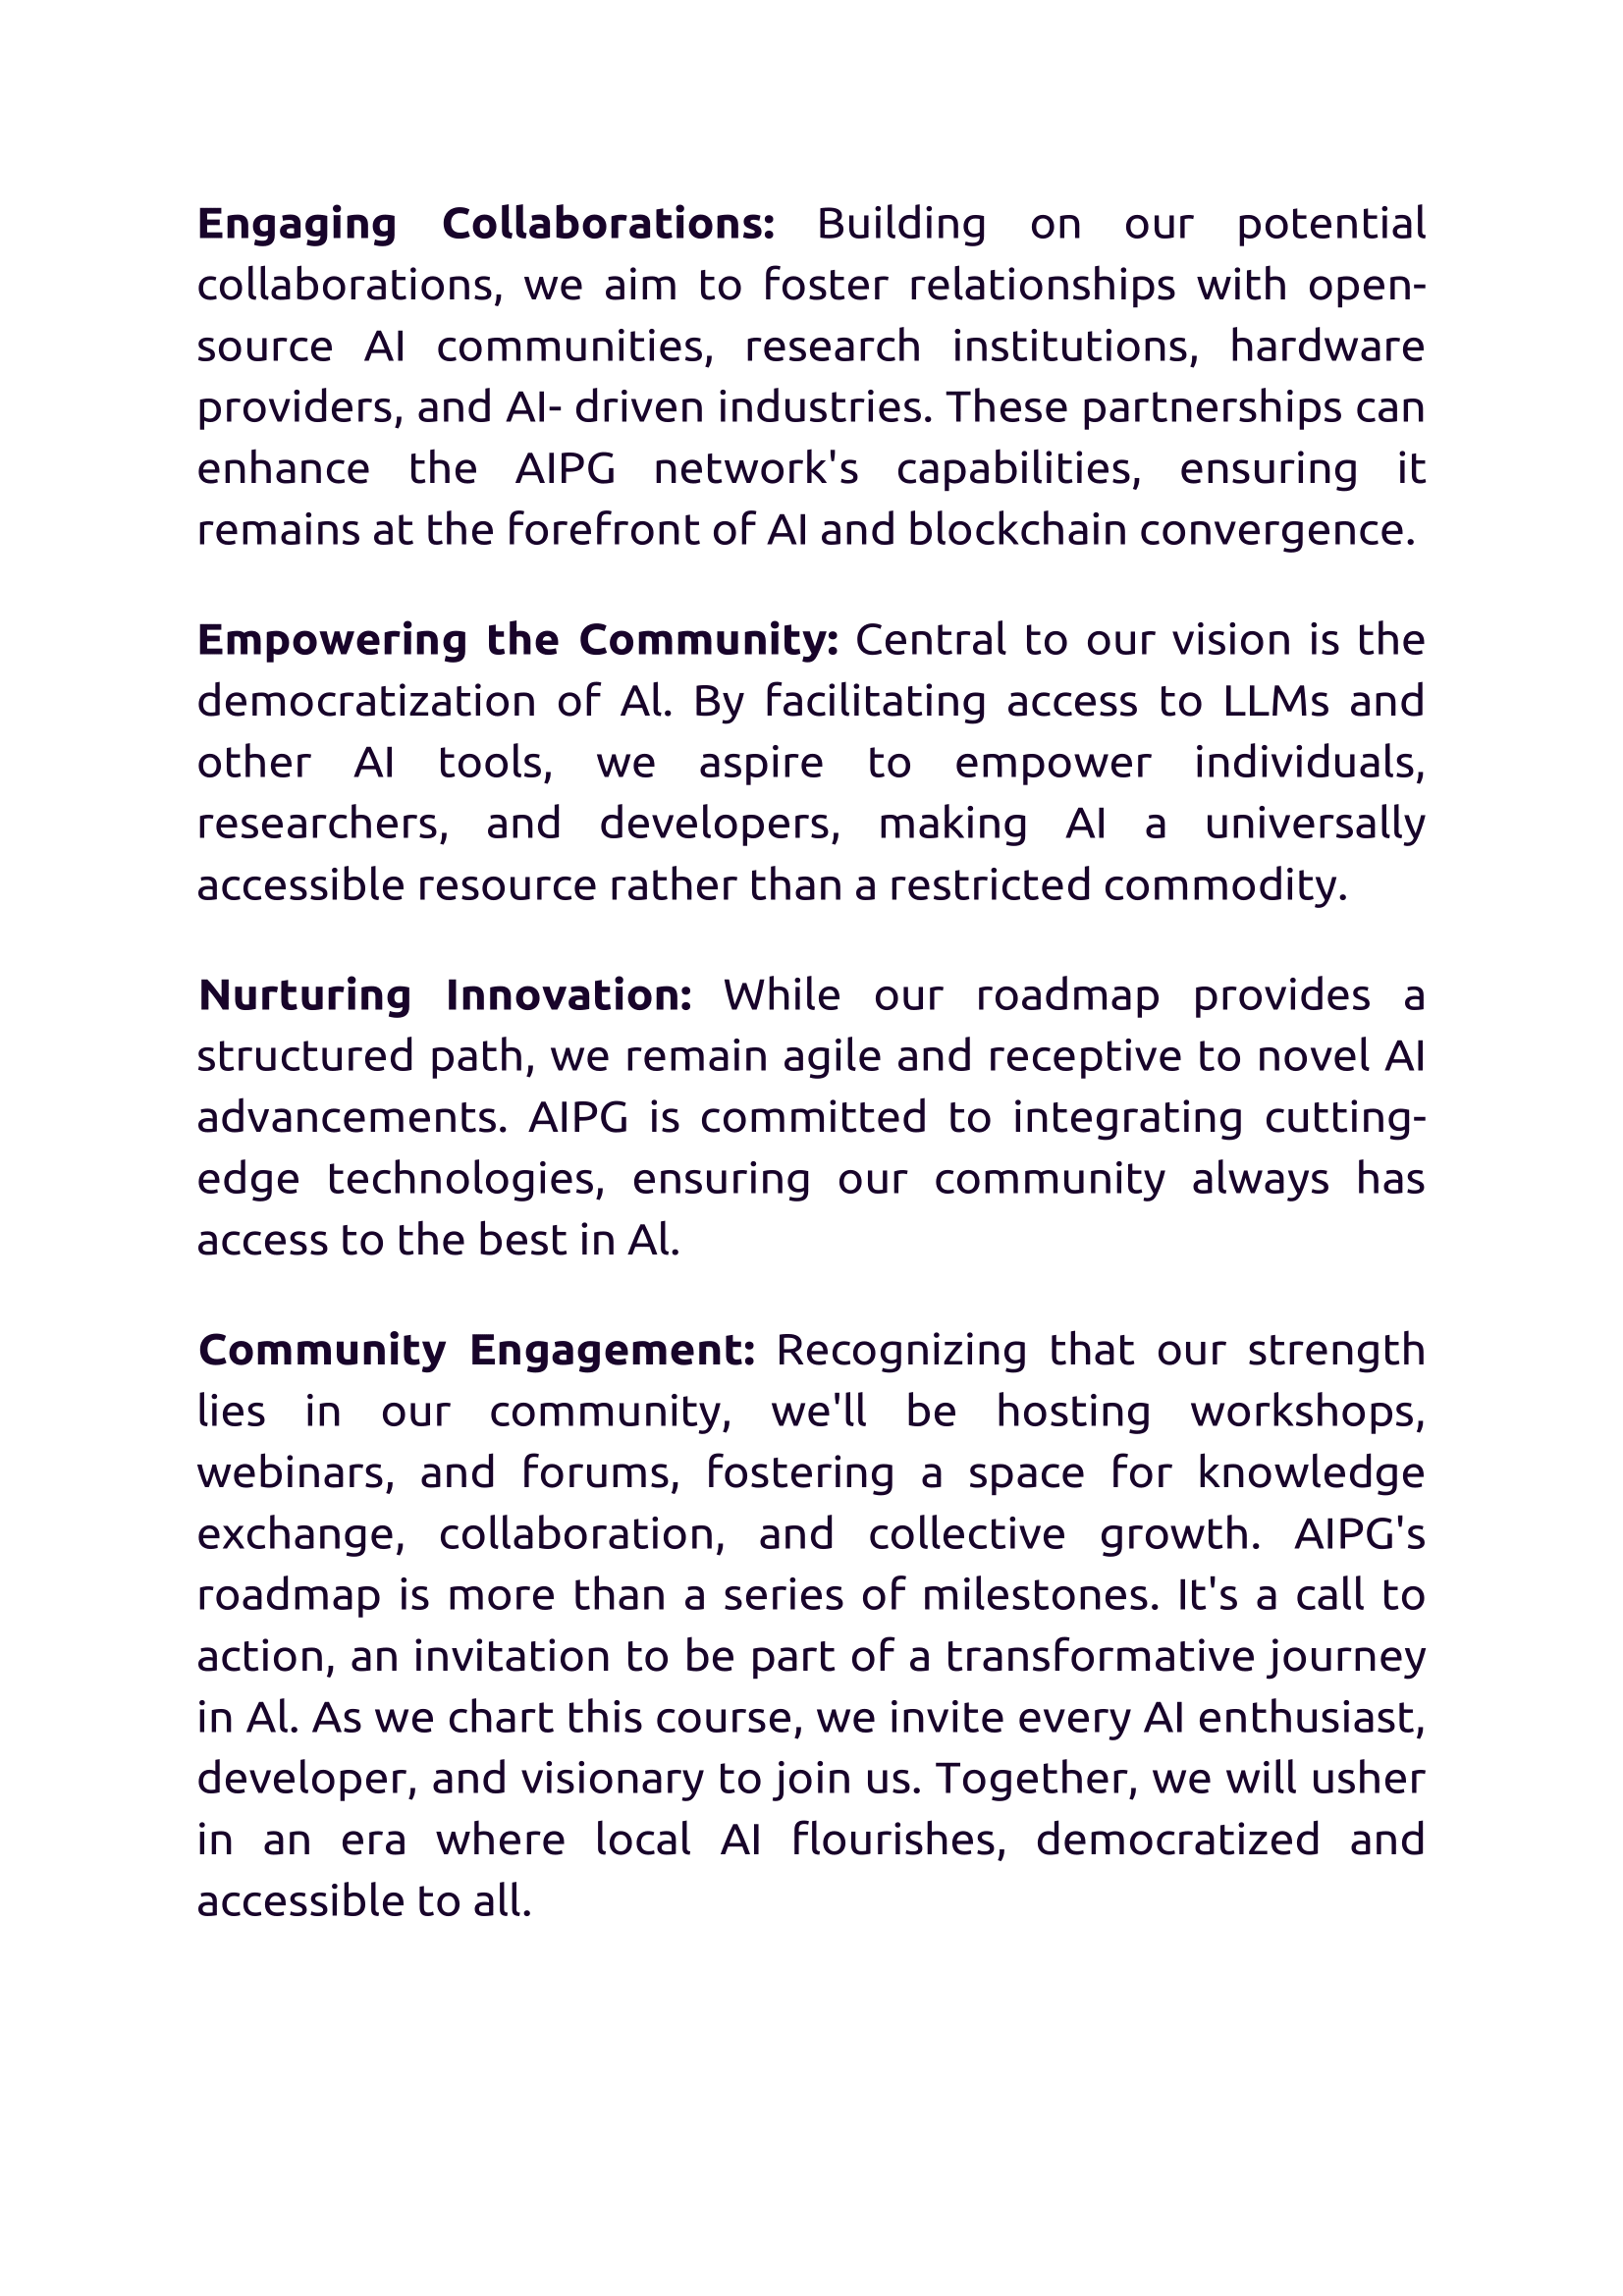 Engaging Collaborations: Building on our potential
collaborations, we aim to foster relationships with open-
source AI communities, research institutions, hardware
providers, and AI- driven industries. These partnerships can
enhance the AIPG network's capabilities, ensuring it
remains at the forefront of AI and blockchain convergence.
Empowering the Community: Central to our vision is the
democratization of Al. By facilitating access to LLMs and
other AI tools, we aspire to empower individuals,
researchers, and developers, making AI a universally
accessible resource rather than a restricted commodity.
Nurturing Innovation: While our roadmap provides a
structured path, we remain agile and receptive to novel AI
advancements. AIPG is committed to integrating cutting-
edge technologies, ensuring our community always has
access to the best in Al.
Community Engagement: Recognizing that our strength
lies in our community, we'll be hosting workshops,
webinars, and forums, fostering a space for knowledge
exchange, collaboration, and collective growth. AIPG's
roadmap is more than a series of milestones. It's a call to
action, an invitation to be part of a transformative journey
in Al. As we chart this course, we invite every AI enthusiast,
developer, and visionary to join us. Together, we will usher
in an era where local AI flourishes, democratized and
accessible to all.